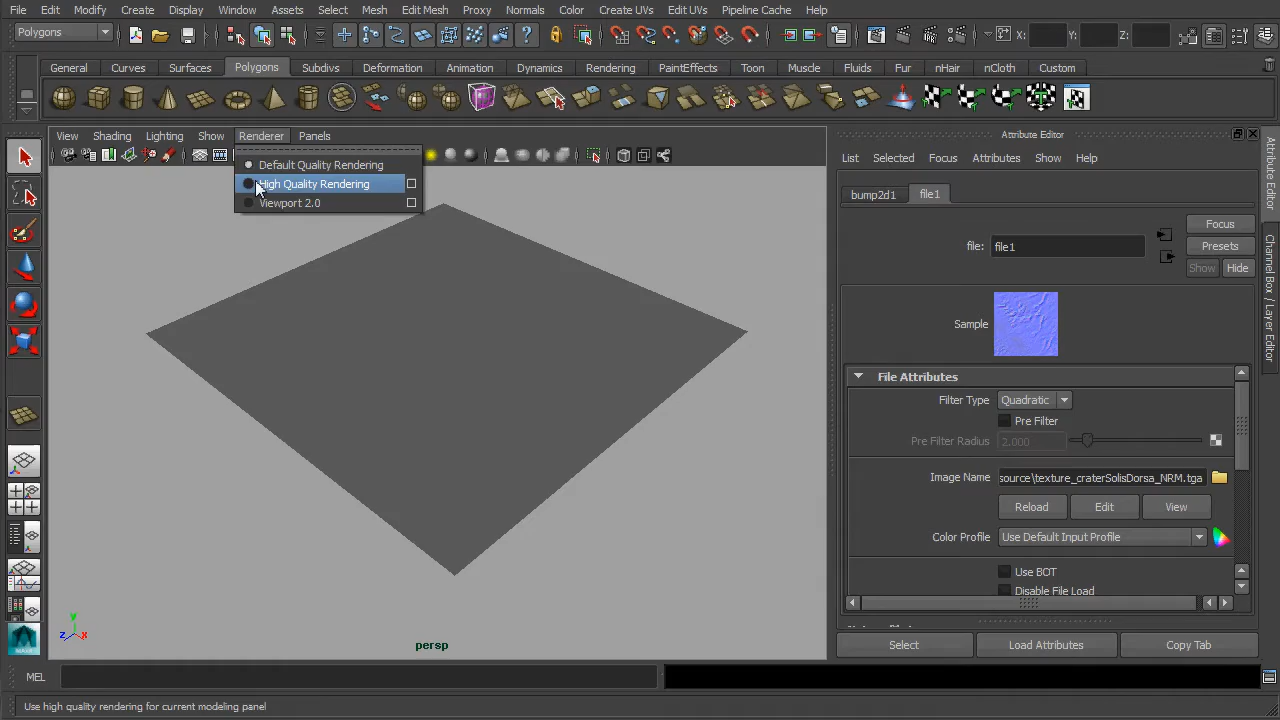 File Edit Modify Create Display Window Assets Select Mesh Edit Mesh Proxy Normals Color Create UVs Edit UVs Pipeline Cache Help
Polygons
X: Y: Z:
General Curves Surfaces Polygons Subdivs Deformation Animation Dynamics Rendering PaintEffects Toon Muscle Fluids Fur nHair nCloth Custom
View Shading Lighting Show Renderer Panels
Default Quality Rendering
High Quality Rendering
Viewport 2.0
persp
y
z x
Attribute Editor
List Selected Focus Attributes Show Help
bump2d1 file1
file: file1
Focus
Presets
Show Hide
Sample
File Attributes
Filter Type Quadratic
Pre Filter
Pre Filter Radius 2.000
Image Name source\texture_craterSolisDorsa_NRM.tga
Reload Edit View
Color Profile Use Default Input Profile
Use BOT
Disable File Load
Select Load Attributes Copy Tab
Attribute Editor
Channel Box / Layer Editor
MEL
Use high quality rendering for current modeling panel